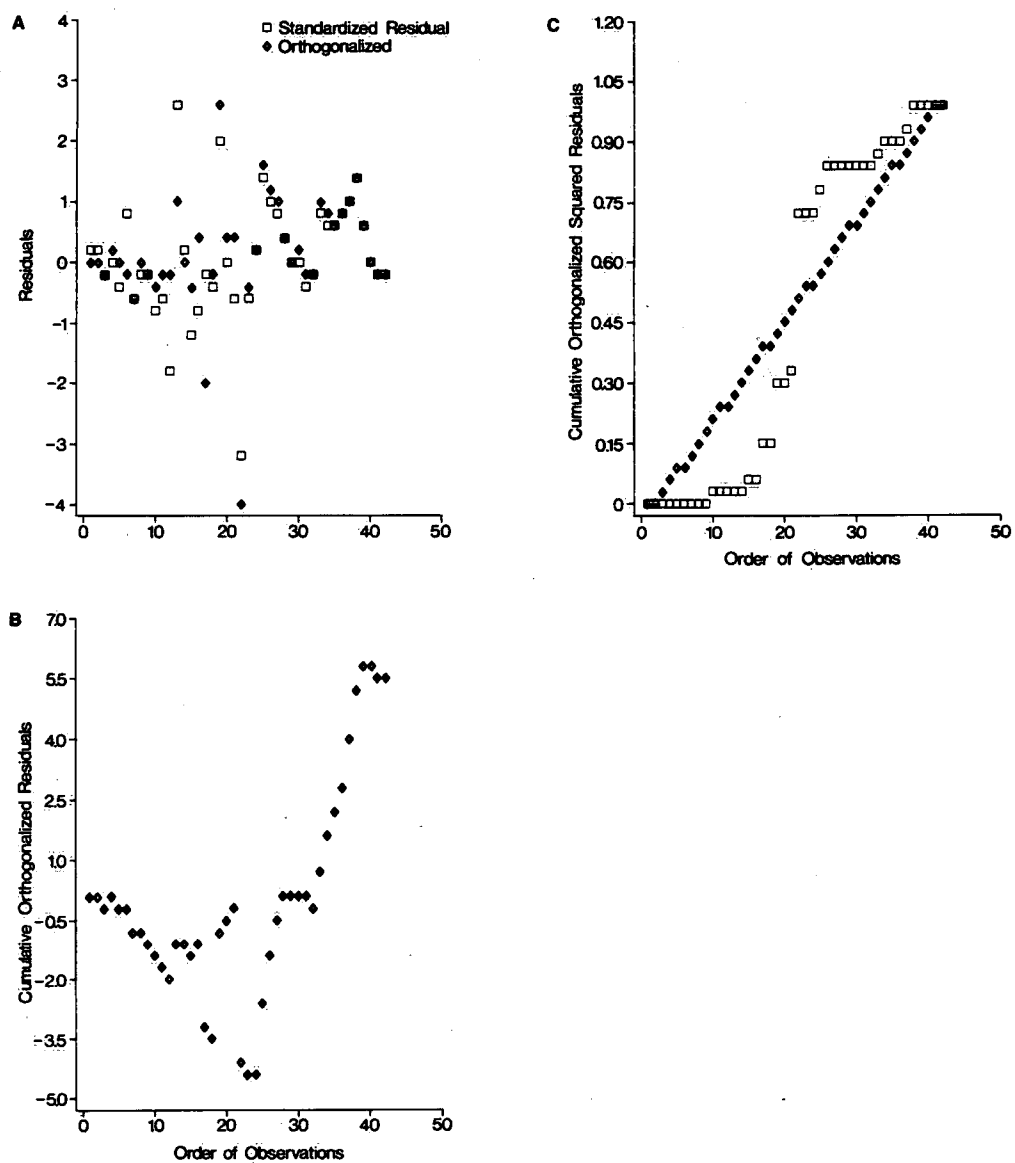 A
Standardized Residual
Orthogonalized
4
3
2
1
0
-1
-2
-3
-4
Residuals
0 10 20 30 40 50
C
1.20
1.05
0.90
0.75
0.60
0.45
0.30
0.15
0
Cumulative Orthogonalized Squared Residuals
0 10 20 30 40 50
Order of Observations
B
7.0
5.5
4.0
2.5
1.0
-0.5
-2.0
-3.5
-5.0
Cumulative Orthogonalized Residuals
0 10 20 30 40 50
Order of Observations